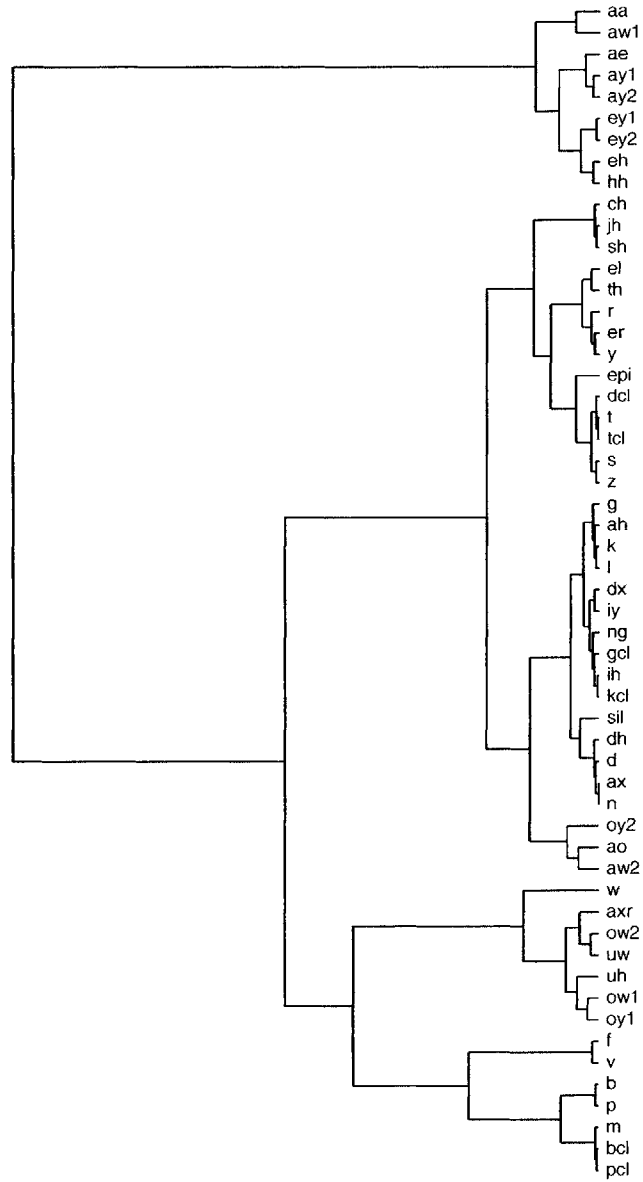 aa
aw1
ae
ay1
ay2
ey1
ey2
eh
hh
ch
jh
sh
el
th
r
er
y
epi
dcl
t
tcl
s
z
g
ah
k
l
dx
iy
ng
gcl
ih
kcl
sil
dh
d
ax
n
oy2
ao
aw2
w
axr
ow2
uw
uh
ow1
oy1
f
v
b
p
m
bcl
pcl